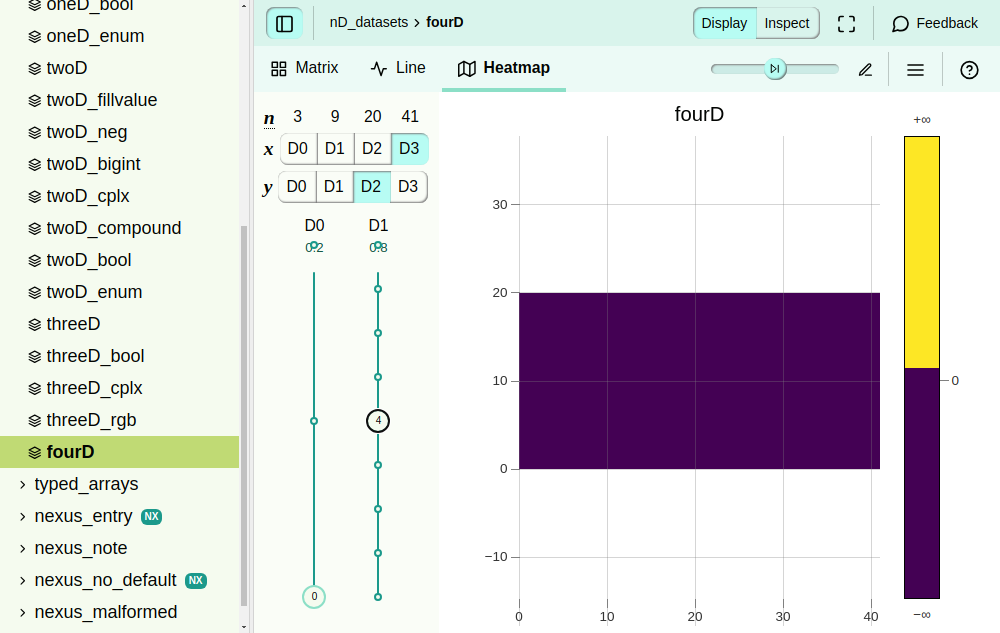 oneD_bool
oneD_enum
twoD
twoD_fillvalue
twoD_neg
twoD_bigint
twoD_cplx
twoD_compound
twoD_bool
twoD_enum
threeD
threeD_bool
threeD_cplx
threeD_rgb
fourD
typed_arrays
nexus_entry NX
nexus_note
nexus_no_default NX
nexus_malformed
nD_datasets › fourD
Display Inspect
Feedback
Matrix Line Heatmap
n 3 9 20 41
x D0 D1 D2 D3
y D0 D1 D2 D3
D0 D1
0:2 0:8
4
0
fourD
30
20
10
0
−10
0 10 20 30 40
+∞
0
−∞